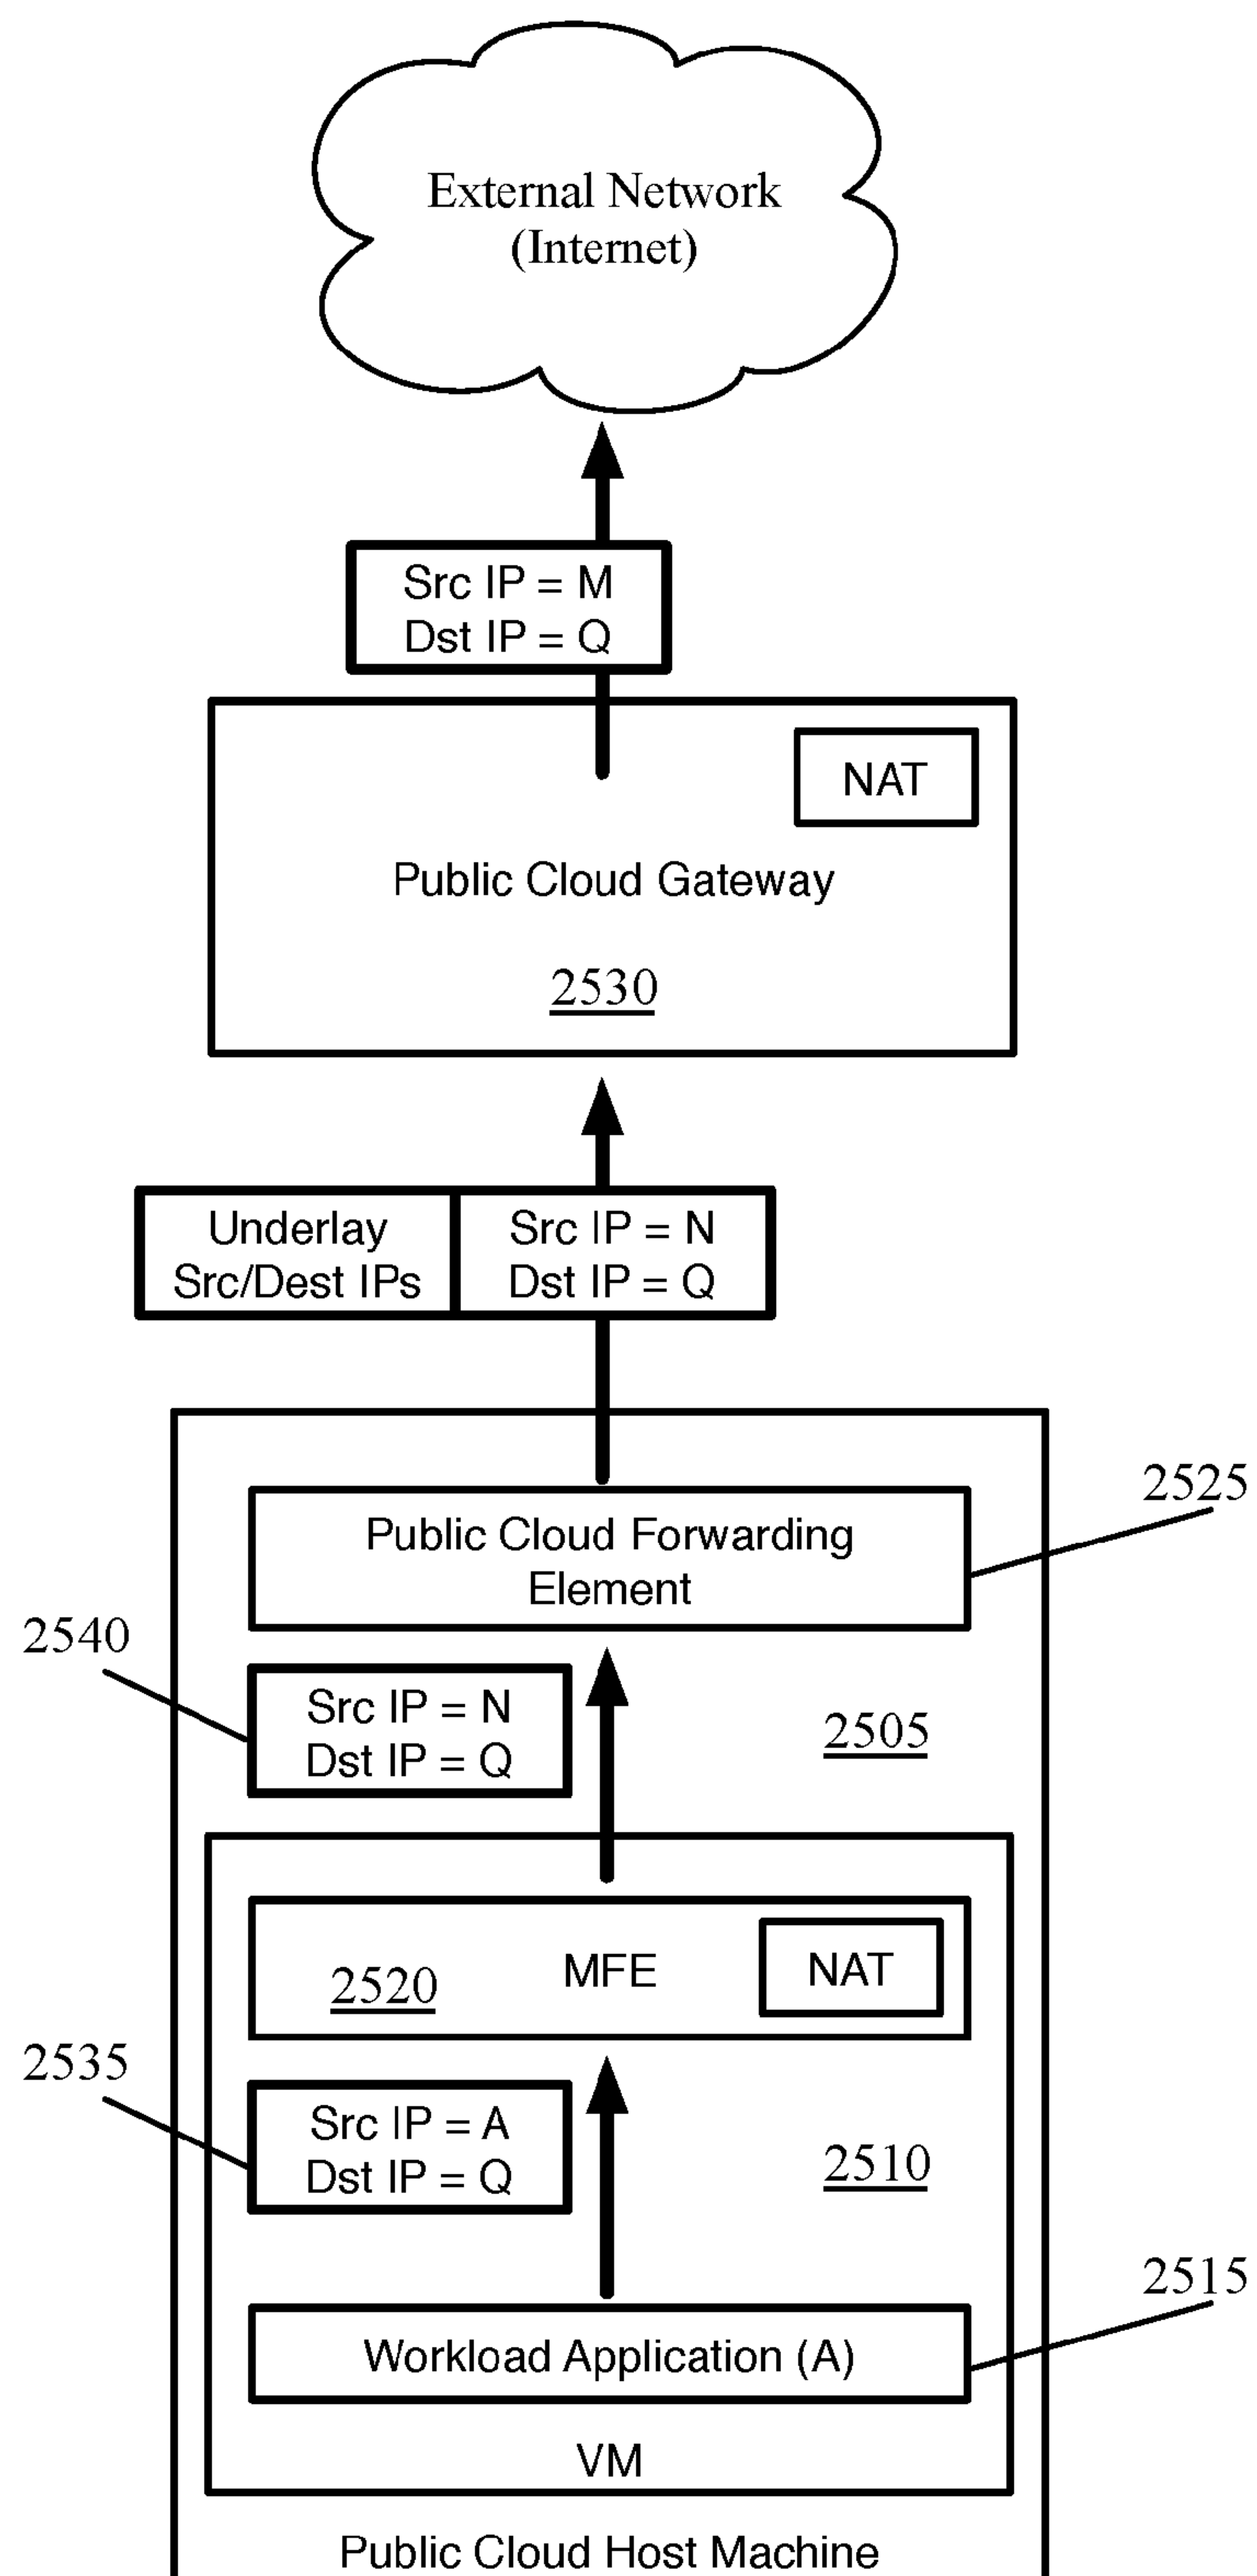 External Network
(Internet)
Src IP = M
Dst IP = Q
NAT
Public Cloud Gateway
2530
Underlay
Src/Dest IPs
Src IP = N
Dst IP = Q
2525
Public Cloud Forwarding
Element
2540
Src IP = N
Dst IP = Q
2505
2520
MFE
NAT
2535
Src IP = A
Dst IP = Q
2510
2515
Workload Application (A)
VM
Public Cloud Host Machine